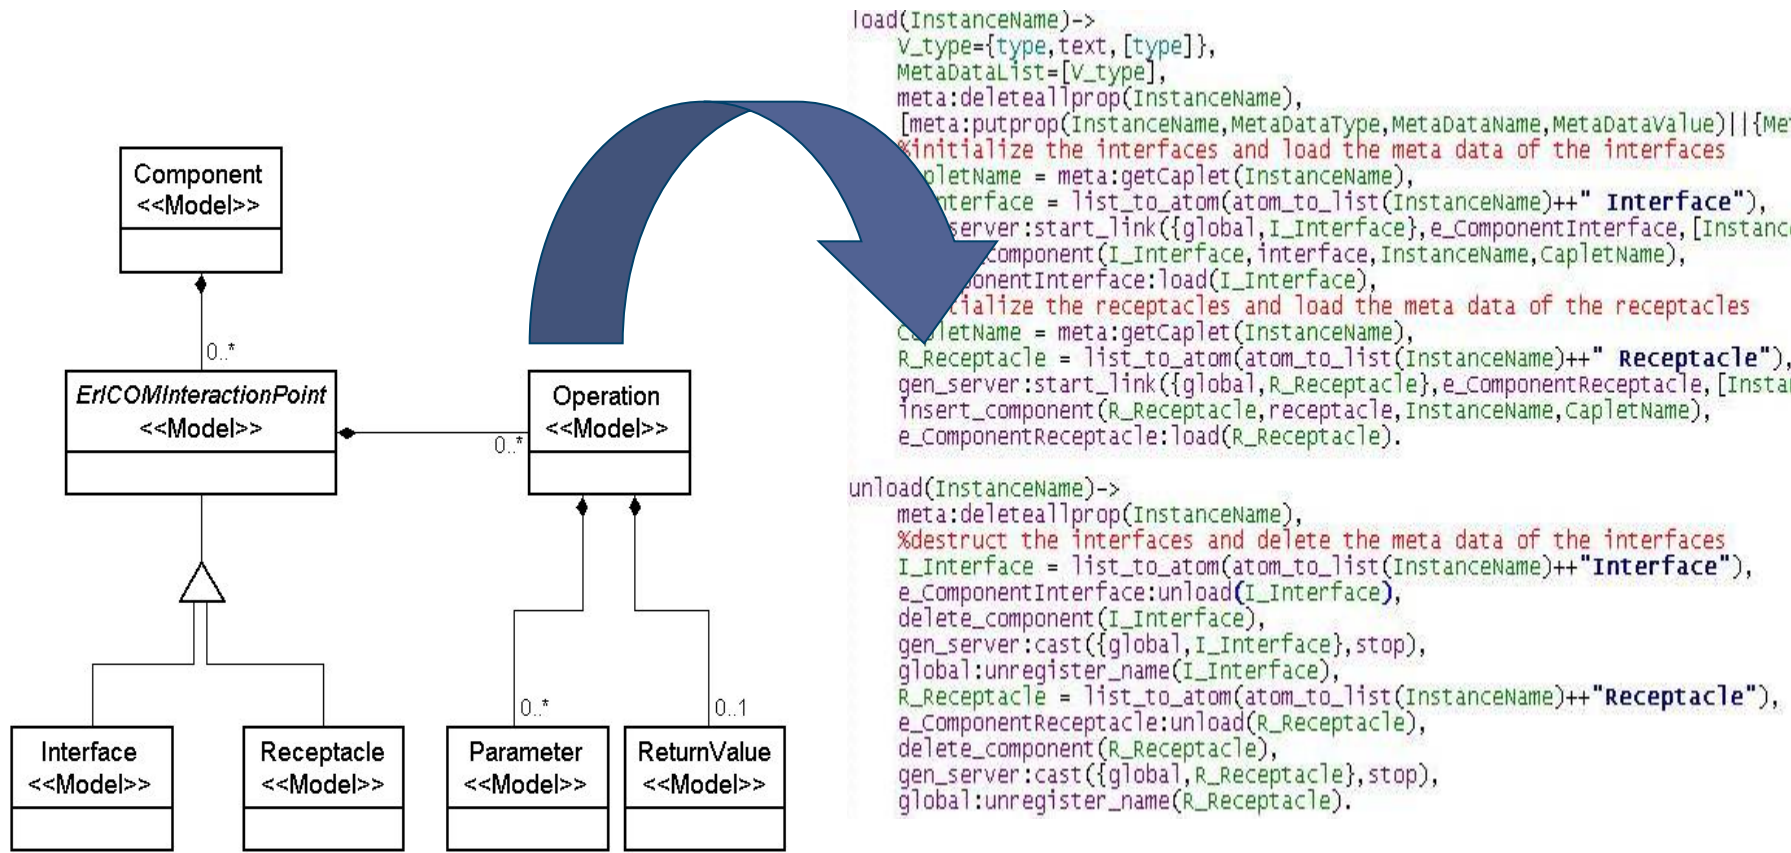 Component
<<Model>>
0..*
ErlCOMInteractionPoint
<<Model>>
0..*
Operation
<<Model>>
0..*
0..1
Interface
<<Model>>
Receptacle
<<Model>>
Parameter
<<Model>>
ReturnValue
<<Model>>
load(InstanceName)->
V_type={type,text,[type]},
MetaDataList=[V_type],
meta:deleteallprop(InstanceName),
[meta:putprop(InstanceName,MetaDataType,MetaDataName,MetaDataValue)||{Me
%initialize the interfaces and load the meta data of the interfaces
pletName = meta:getCaplet(InstanceName),
nterface = list_to_atom(atom_to_list(InstanceName)++" Interface"),
server:start_link({global,I_Interface},e_ComponentInterface,[Instanc
component(I_Interface,interface,InstanceName,CapletName),
ponentInterface:load(I_Interface),
tialize the receptacles and load the meta data of the receptacles
CapletName = meta:getCaplet(InstanceName),
R_Receptacle = list_to_atom(atom_to_list(InstanceName)++" Receptacle"),
gen_server:start_link({global,R_Receptacle},e_ComponentReceptacle,[Insta
insert_component(R_Receptacle,receptacle,InstanceName,CapletName),
e_ComponentReceptacle:load(R_Receptacle).
unload(InstanceName)->
meta:deleteallprop(InstanceName),
%destruct the interfaces and delete the meta data of the interfaces
I_Interface = list_to_atom(atom_to_list(InstanceName)++"Interface"),
e_ComponentInterface:unload(I_Interface),
delete_component(I_Interface),
gen_server:cast({global,I_Interface},stop),
global:unregister_name(I_Interface),
R_Receptacle = list_to_atom(atom_to_list(InstanceName)++"Receptacle"),
e_ComponentReceptacle:unload(R_Receptacle),
delete_component(R_Receptacle),
gen_server:cast({global,R_Receptacle},stop),
global:unregister_name(R_Receptacle).